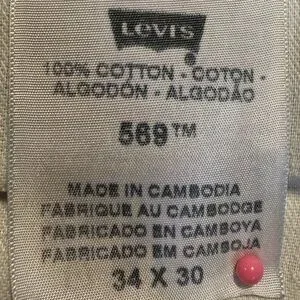 LEVI'S
100% COTTON - COTON -
ALGODÓN - ALGODÃO
569™
MADE IN CAMBODIA
FABRIQUE AU CAMBODGE
FABRICADO EN CAMBOYA
FABRICADO EM CAMBOJA
34 X 30